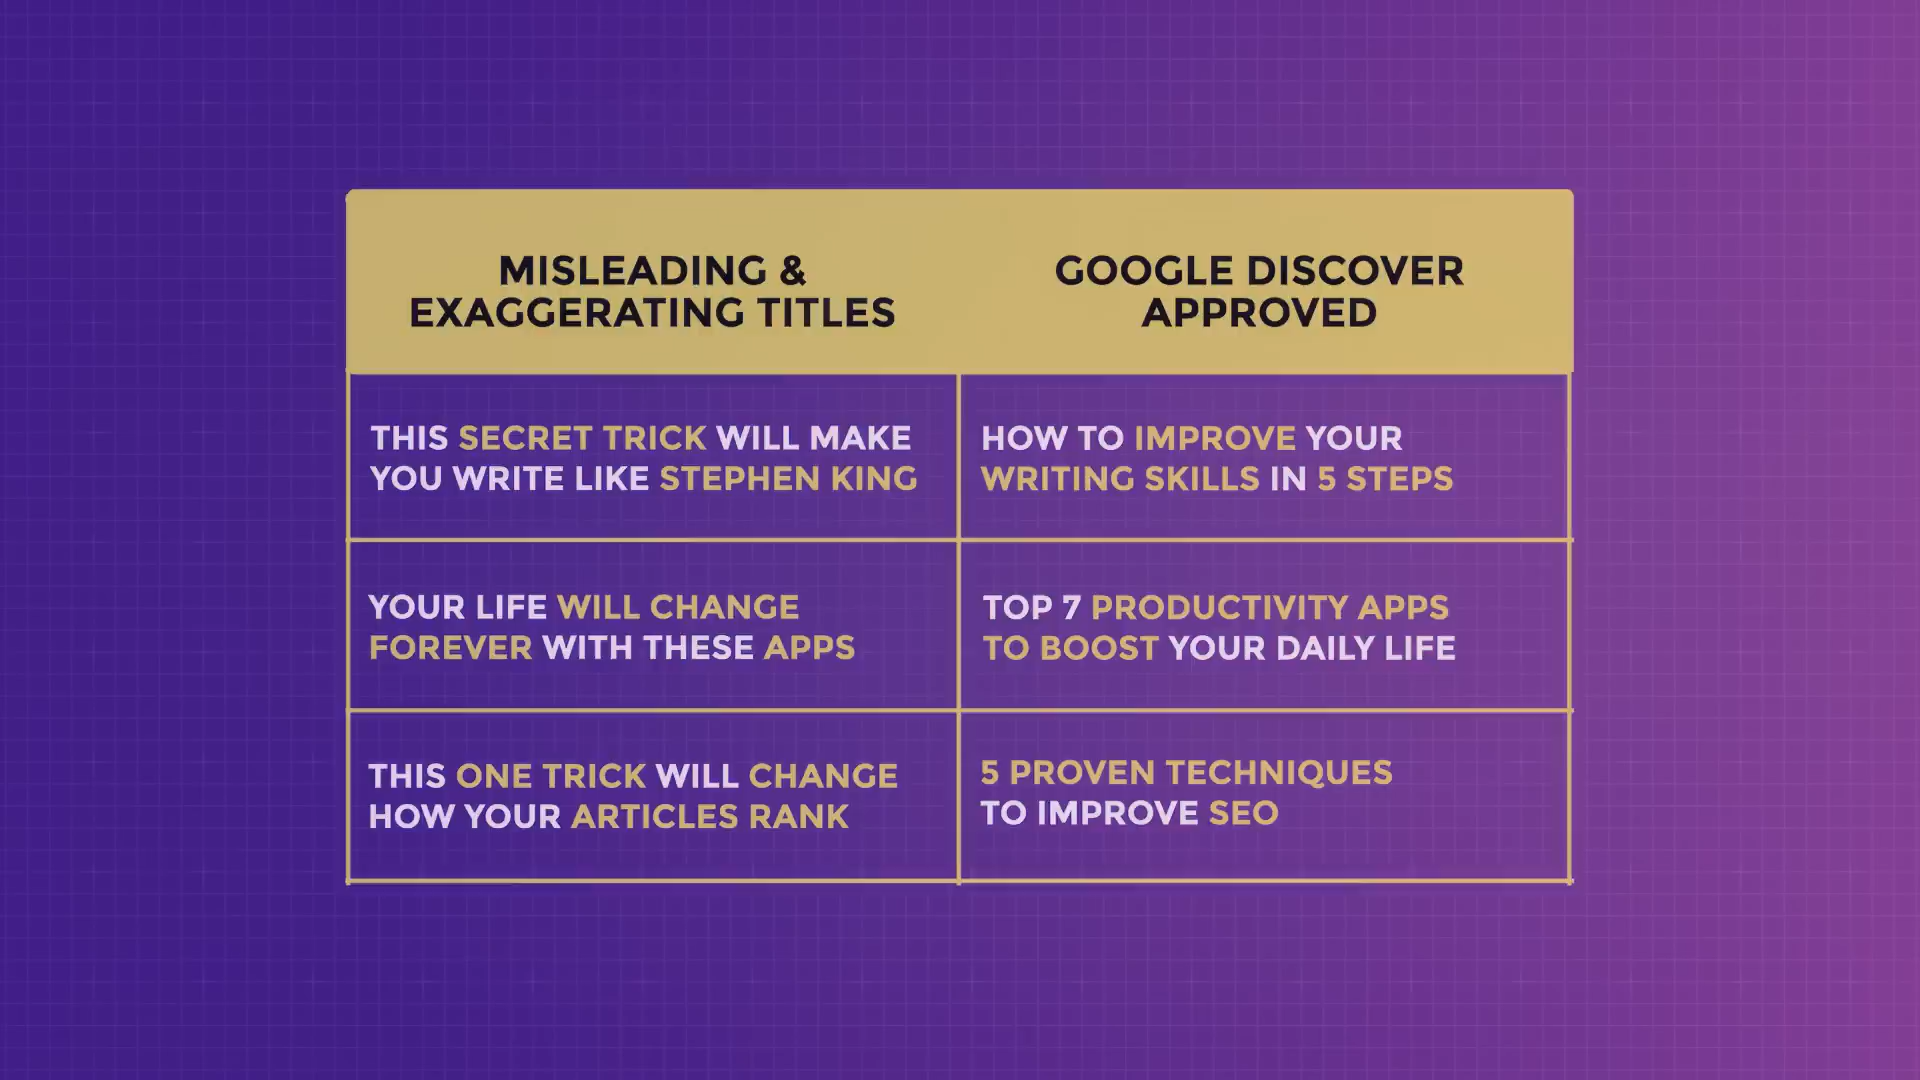 MISLEADING &
EXAGGERATING TITLES
GOOGLE DISCOVER
APPROVED
THIS SECRET TRICK WILL MAKE
YOU WRITE LIKE STEPHEN KING
HOW TO IMPROVE YOUR
WRITING SKILLS IN 5 STEPS
YOUR LIFE WILL CHANGE
FOREVER WITH THESE APPS
TOP 7 PRODUCTIVITY APPS
TO BOOST YOUR DAILY LIFE
THIS ONE TRICK WILL CHANGE
HOW YOUR ARTICLES RANK
5 PROVEN TECHNIQUES
TO IMPROVE SEO